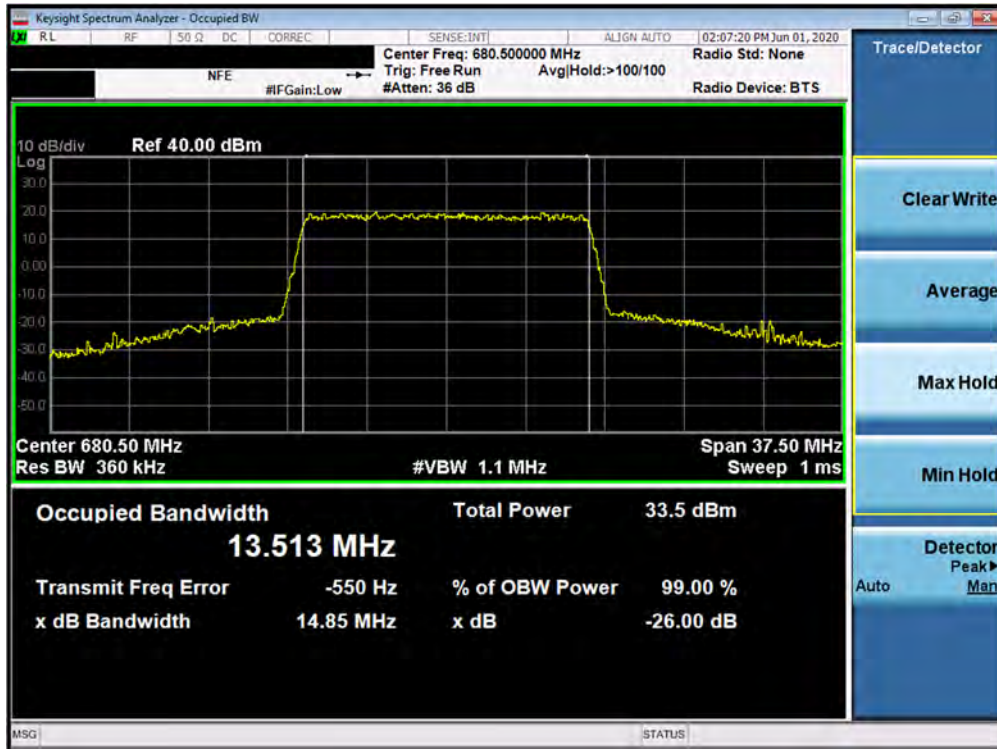 Keysight Spectrum Analyzer - Occupied BW
LXI RL RF 50 Ω DC CORREC SENSE:INT ALIGN AUTO 02:07:20 PM Jun 01, 2020
Center Freq: 680.500000 MHz Radio Std: None
NFE Trig: Free Run Avg|Hold:>100/100
#IFGain:Low #Atten: 36 dB Radio Device: BTS
10 dB/div Ref 40.00 dBm
Log
30.0
20.0
10.0
0.00
-10.0
-20.0
-30.0
-40.0
-50.0
Center 680.50 MHz Span 37.50 MHz
Res BW 360 kHz #VBW 1.1 MHz Sweep 1 ms
Occupied Bandwidth Total Power 33.5 dBm
13.513 MHz
Transmit Freq Error -550 Hz % of OBW Power 99.00 %
x dB Bandwidth 14.85 MHz x dB -26.00 dB
MSG STATUS
Trace/Detector
Clear Write
Average
Max Hold
Min Hold
Detector
Peak▶
Auto Man